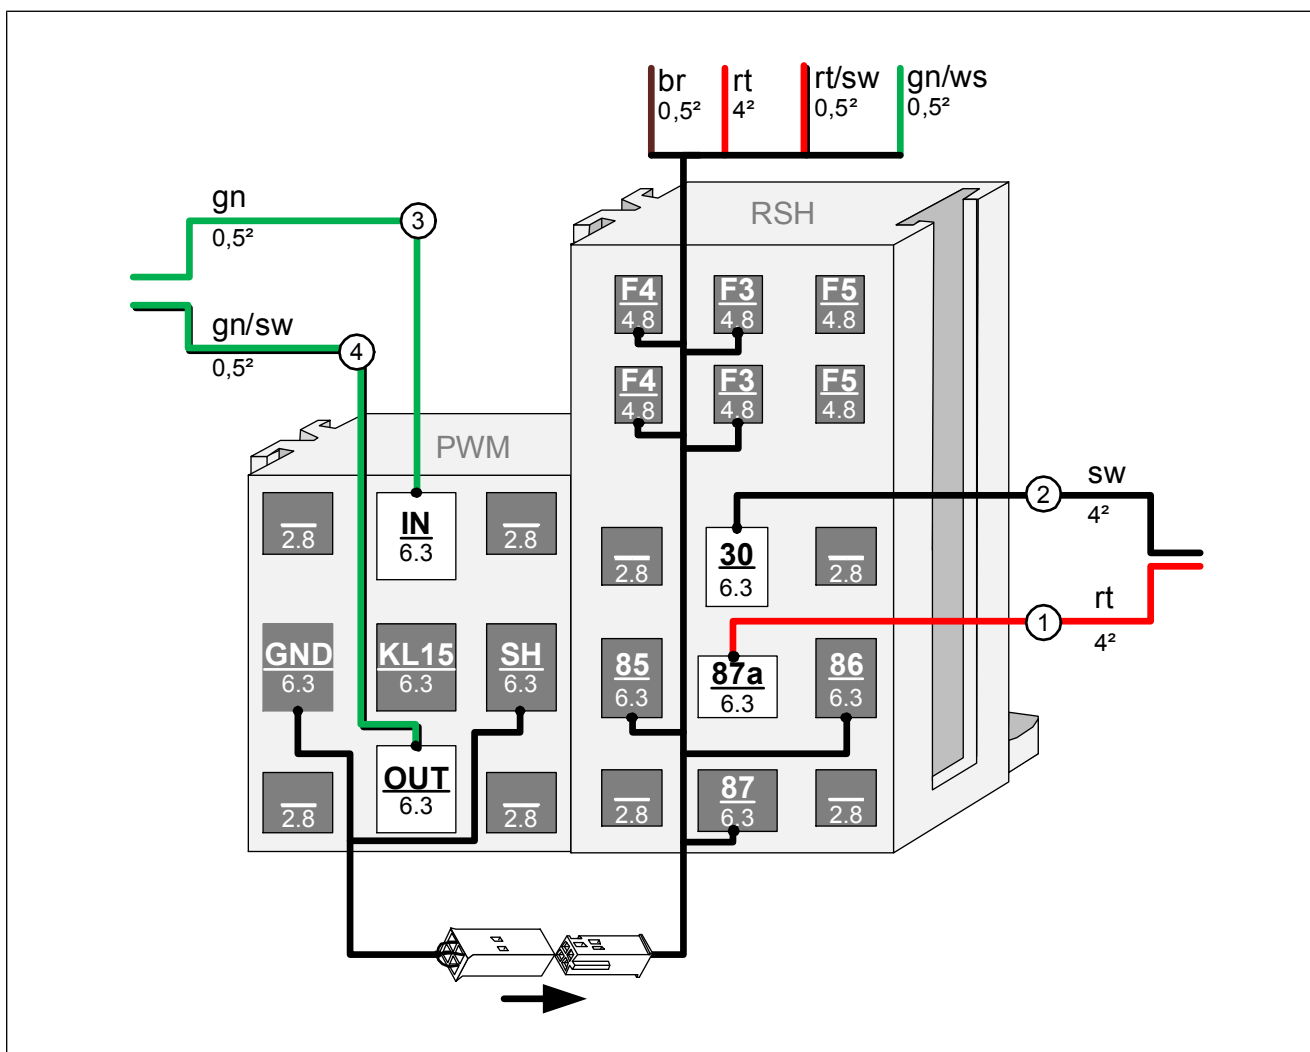 br rt rt/sw gn/ws
0,5² 4² 0,5² 0,5²
gn 3
0,5²
RSH
gn/sw 4
0,5²
F4 F3 F5
4.8 4.8 4.8
F4 F3 F5
4.8 4.8 4.8
PWM
2 sw
4²
IN
2.8 6.3 2.8
30
2.8 6.3 2.8
rt
1
4²
GND KL15 SH
6.3 6.3 6.3
85 87a 86
6.3 6.3 6.3
OUT
2.8 6.3 2.8
87
2.8 6.3 2.8